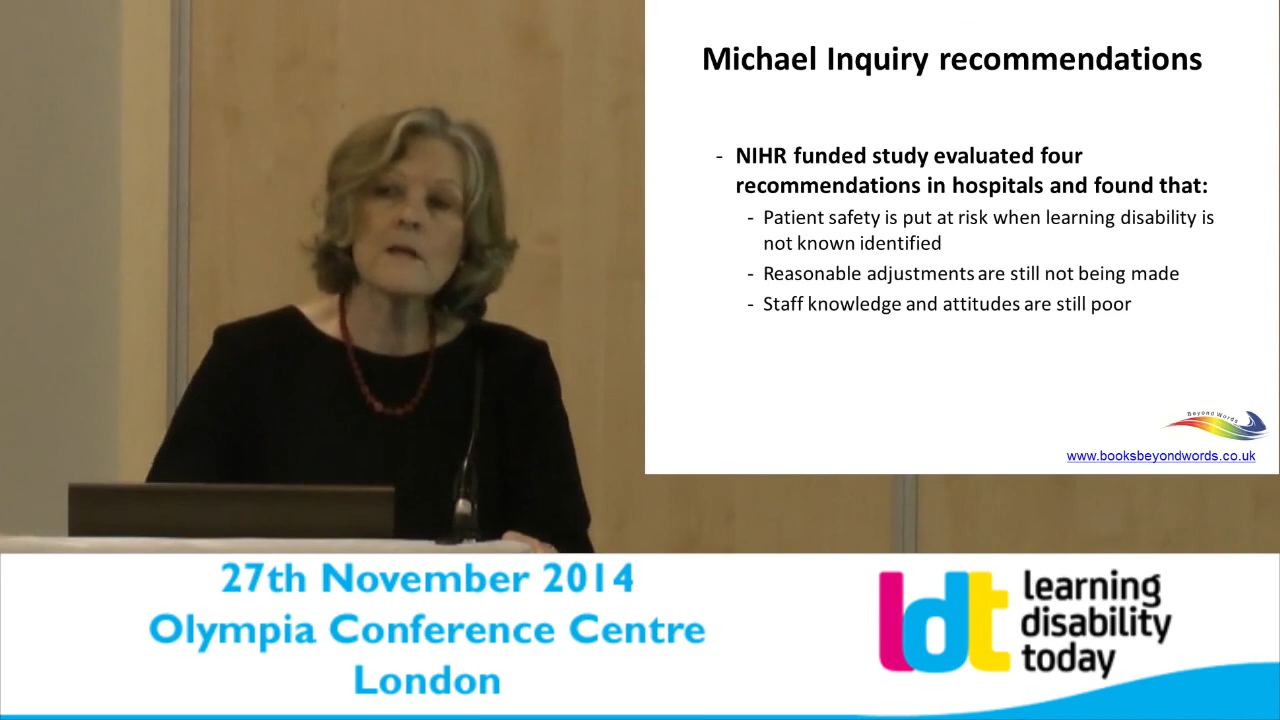 Michael Inquiry recommendations
- NIHR funded study evaluated four
recommendations in hospitals and found that:
- Patient safety is put at risk when learning disability is
not known identified
- Reasonable adjustments are still not being made
- Staff knowledge and attitudes are still poor
Beyond Words
www.booksbeyondwords.co.uk
27th November 2014
Olympia Conference Centre
London
ldt
learning
disability
today